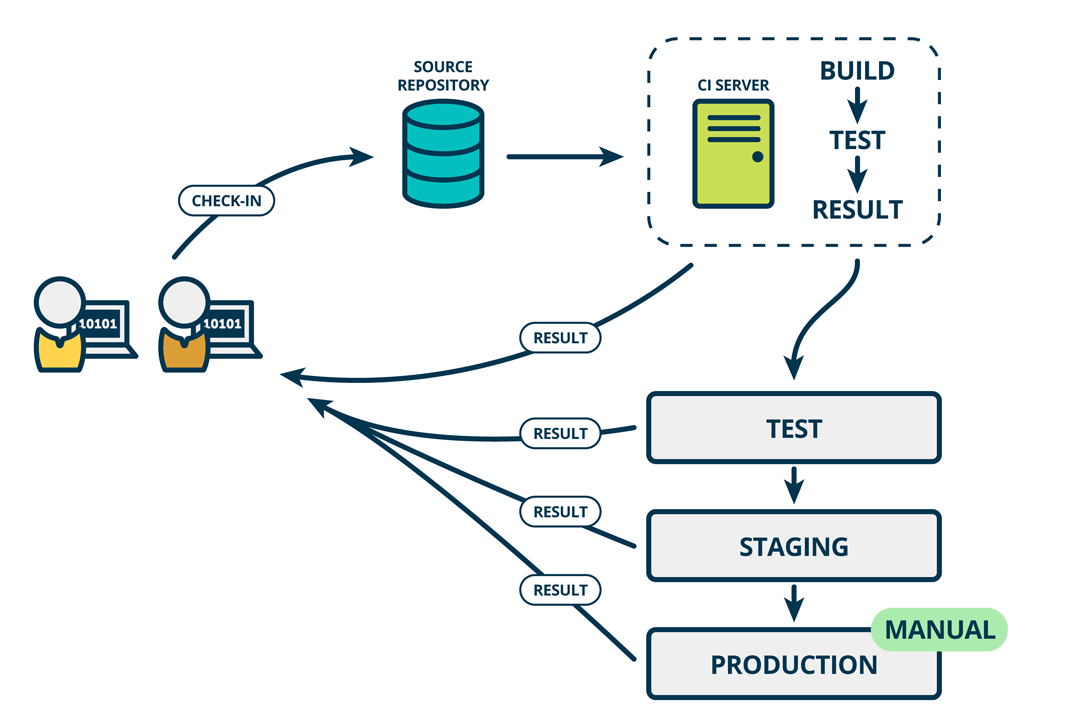 SOURCE
REPOSITORY
CI SERVER
BUILD
TEST
RESULT
CHECK-IN
10101
10101
RESULT
RESULT
TEST
RESULT
STAGING
RESULT
MANUAL
PRODUCTION